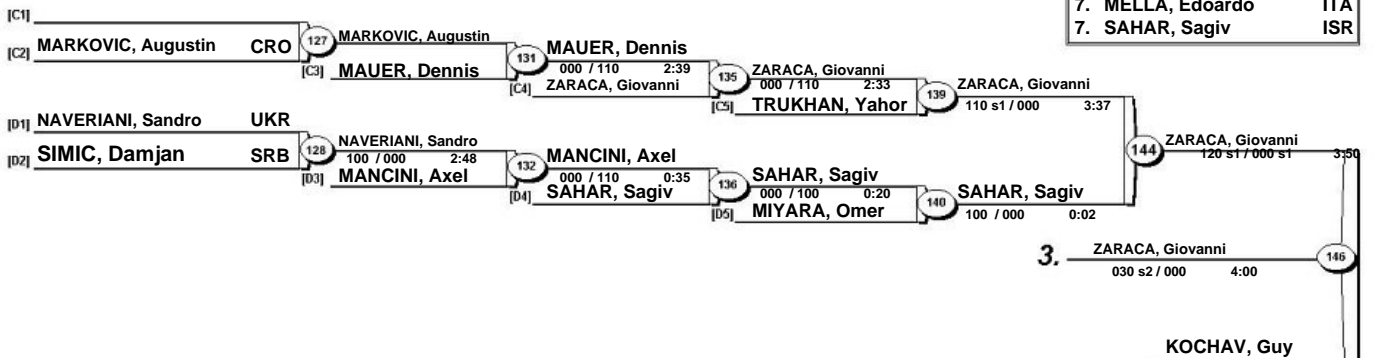 7. MELLA, Edoardo ITA
7. SAHAR, Sagiv ISR
[C1]
[C2] MARKOVIC, Augustin CRO
127
MARKOVIC, Augustin
[C3] MAUER, Dennis
131
MAUER, Dennis
000 / 110 2:39
[C4] ZARACA, Giovanni
135
ZARACA, Giovanni
000 / 110 2:33
[C5] TRUKHAN, Yahor
139
ZARACA, Giovanni
110 s1 / 000 3:37
[D1] NAVERIANI, Sandro UKR
[D2] SIMIC, Damjan SRB
128
NAVERIANI, Sandro
100 / 000 2:48
[D3] MANCINI, Axel
132
MANCINI, Axel
000 / 110 0:35
[D4] SAHAR, Sagiv
136
SAHAR, Sagiv
000 / 100 0:20
[D5] MIYARA, Omer
140
SAHAR, Sagiv
100 / 000 0:02
144
ZARACA, Giovanni
120 s1 / 000 s1 3:50
3. ZARACA, Giovanni
030 s2 / 000 4:00
146
KOCHAV, Guy